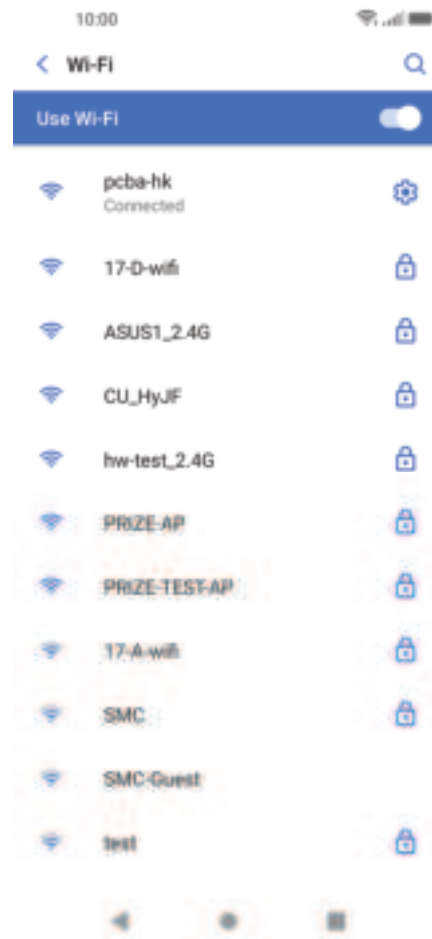 10:00
Wi-Fi
Use Wi-Fi
pcba-hk
Connected
17-D-wifi
ASUS1_2.4G
CU_HyJF
hw-test_2.4G
PRIZE-AP
PRIZE-TEST-AP
17-A-wifi
SMC
SMC-Guest
test